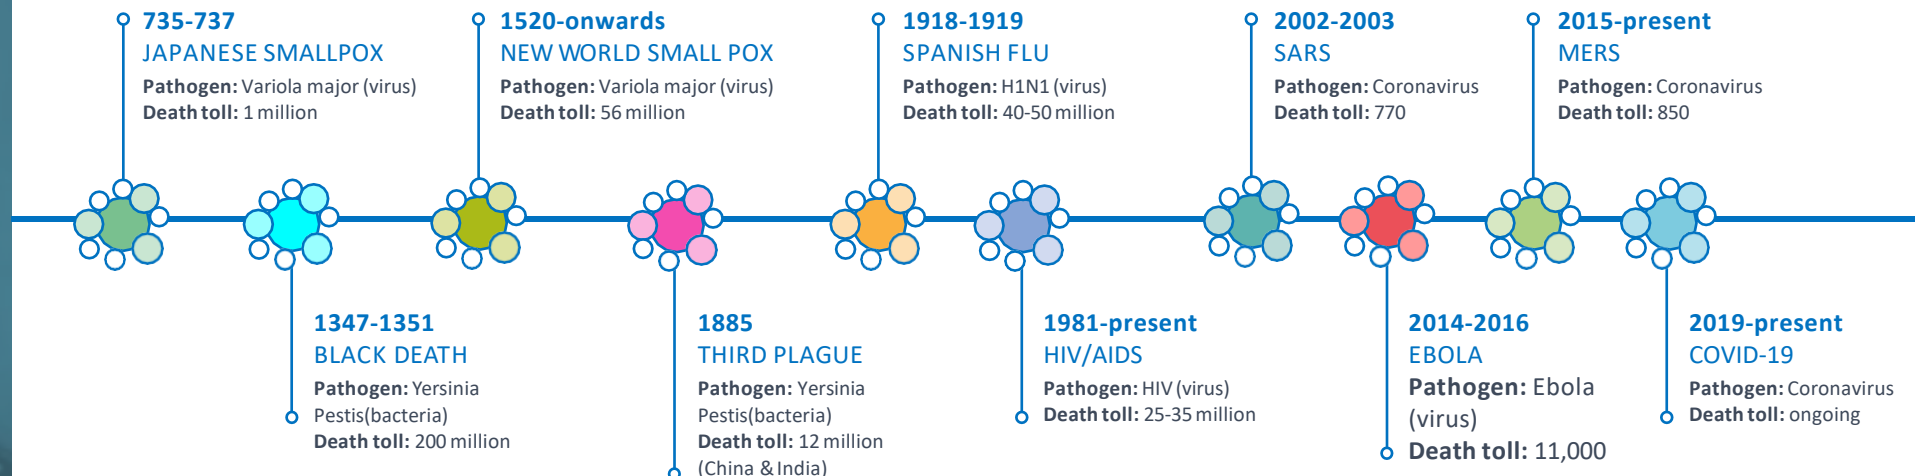 735-737
JAPANESE SMALLPOX
Pathogen: Variola major (virus)
Death toll: 1 million
1520-onwards
NEW WORLD SMALL POX
Pathogen: Variola major (virus)
Death toll: 56 million
1918-1919
SPANISH FLU
Pathogen: H1N1 (virus)
Death toll: 40-50 million
2002-2003
SARS
Pathogen: Coronavirus
Death toll: 770
2015-present
MERS
Pathogen: Coronavirus
Death toll: 850
1347-1351
BLACK DEATH
Pathogen: Yersinia
Pestis(bacteria)
Death toll: 200 million
1885
THIRD PLAGUE
Pathogen: Yersinia
Pestis(bacteria)
Death toll: 12 million
(China & India)
1981-present
HIV/AIDS
Pathogen: HIV (virus)
Death toll: 25-35 million
2014-2016
EBOLA
Pathogen: Ebola
(virus)
Death toll: 11,000
2019-present
COVID-19
Pathogen: Coronavirus
Death toll: ongoing